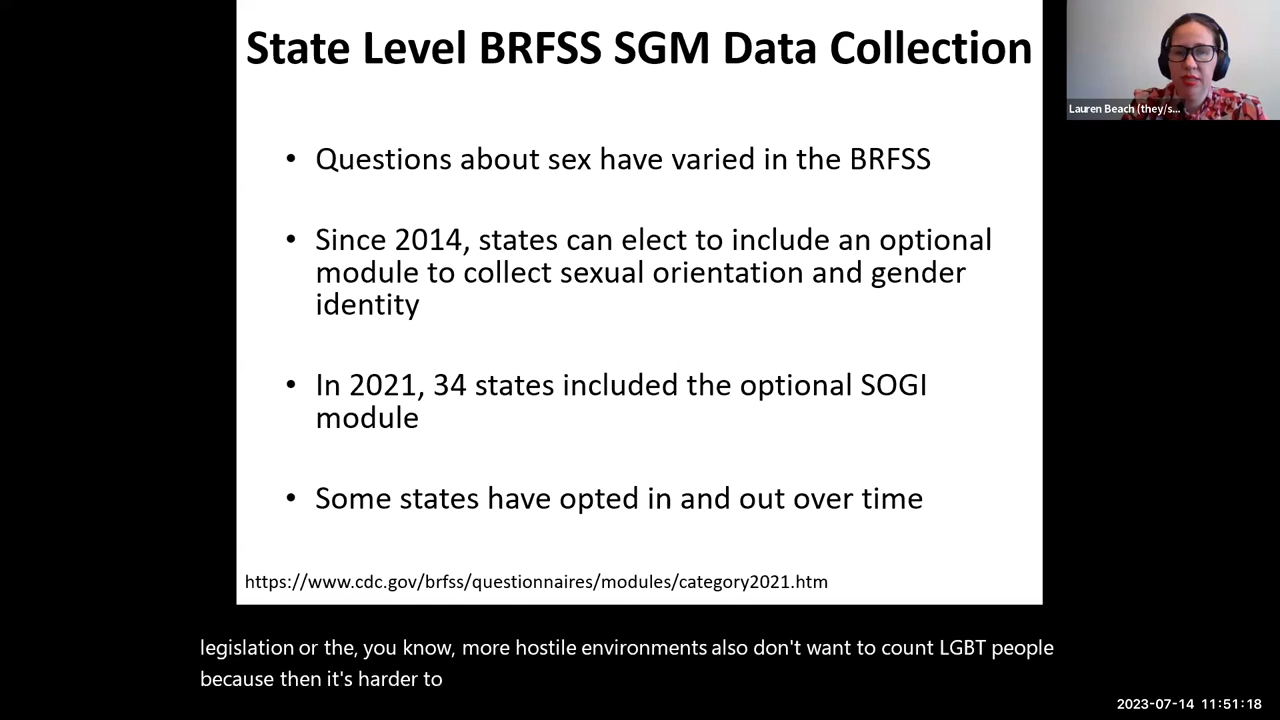 State Level BRFSS SGM Data Collection
Lauren Beach (they/s...
• Questions about sex have varied in the BRFSS
• Since 2014, states can elect to include an optional
module to collect sexual orientation and gender
identity
• In 2021, 34 states included the optional SOGI
module
• Some states have opted in and out over time
https://www.cdc.gov/brfss/questionnaires/modules/category2021.htm
legislation or the, you know, more hostile environments also don't want to count LGBT people
because then it's harder to
2023-07-14 11:51:18